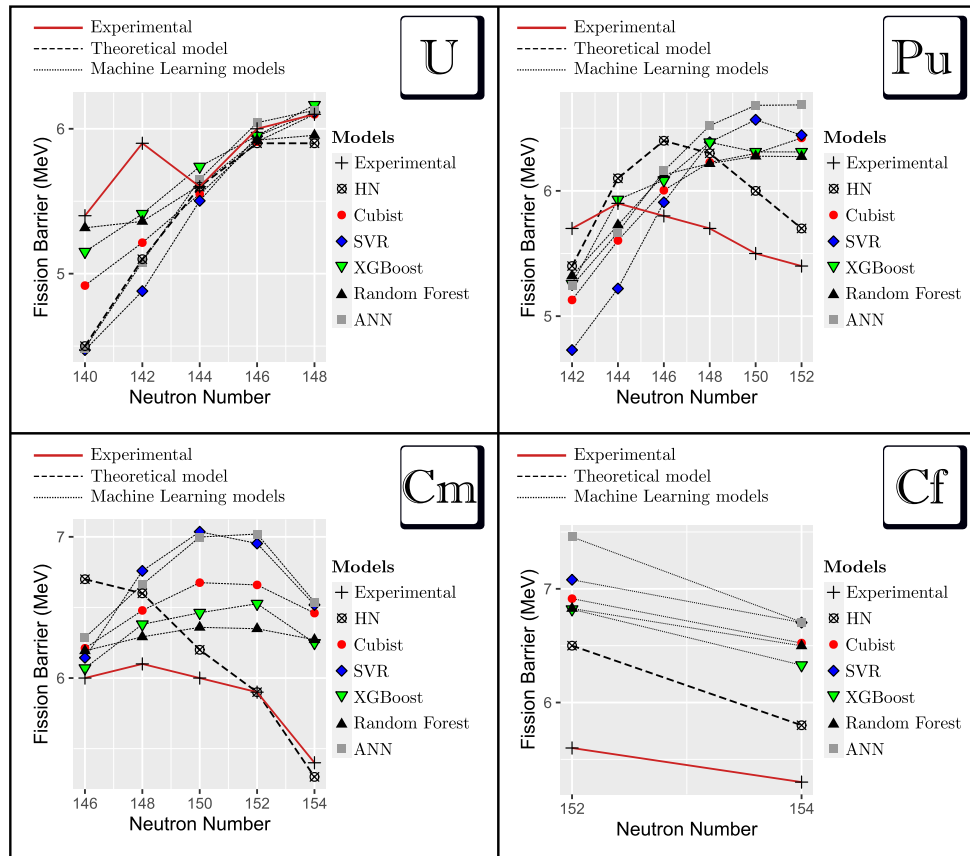 Experimental
Theoretical model
Machine Learning models
U
6
5
Fission Barrier (MeV)
140 142 144 146 148
Neutron Number
Models
Experimental
HN
Cubist
SVR
XGBoost
Random Forest
ANN
Experimental
Theoretical model
Machine Learning models
Pu
6
5
Fission Barrier (MeV)
142 144 146 148 150 152
Neutron Number
Models
Experimental
HN
Cubist
SVR
XGBoost
Random Forest
ANN
Experimental
Theoretical model
Machine Learning models
Cm
7
6
Fission Barrier (MeV)
146 148 150 152 154
Neutron Number
Models
Experimental
HN
Cubist
SVR
XGBoost
Random Forest
ANN
Experimental
Theoretical model
Machine Learning models
Cf
7
6
Fission Barrier (MeV)
152 154
Neutron Number
Models
Experimental
HN
Cubist
SVR
XGBoost
Random Forest
ANN